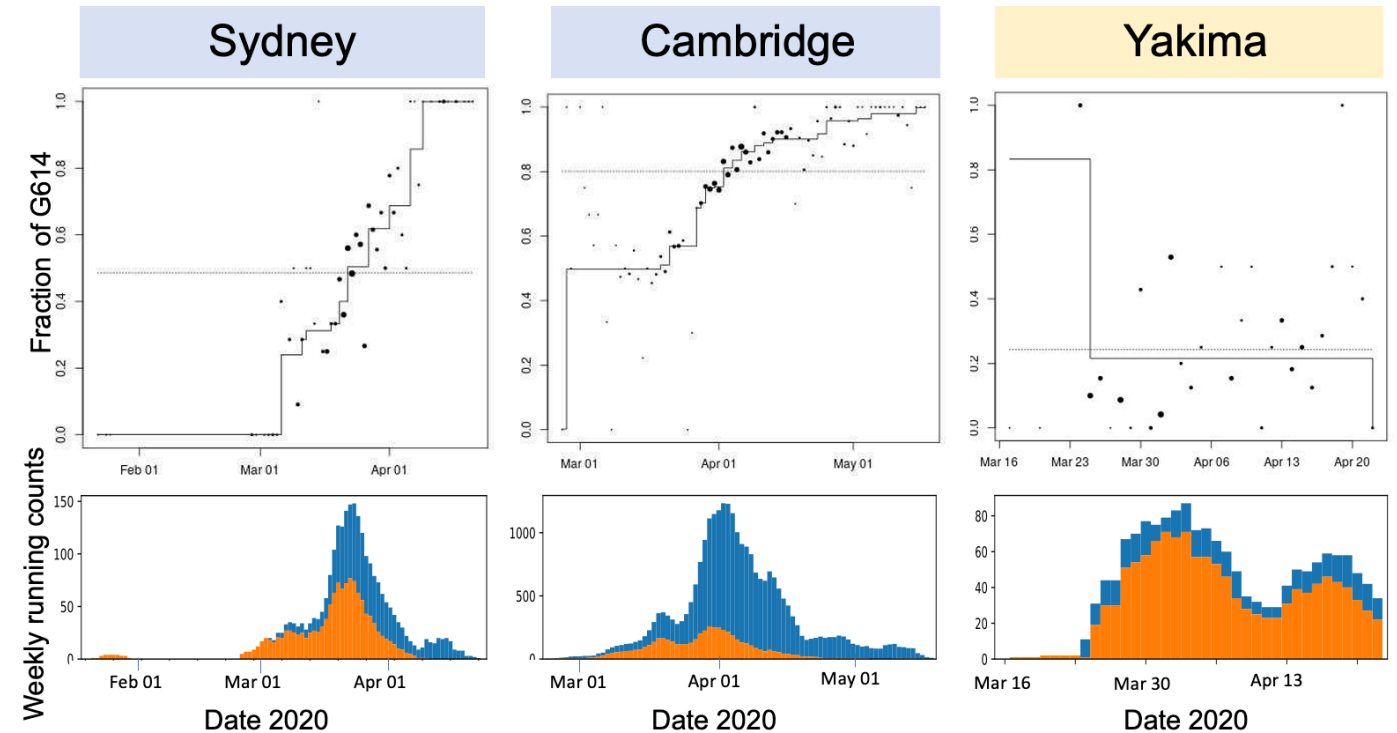 Sydney
Cambridge
Yakima
Fraction of G614
0.0 0.2 0.4 0.6 0.8 1.0
Feb 01 Mar 01 Apr 01
0.0 0.2 0.4 0.6 0.8 1.0
Mar 01 Apr 01 May 01
0.0 0.2 0.4 0.6 0.8 1.0
Mar 16 Mar 23 Mar 30 Apr 06 Apr 13 Apr 20
Weekly running counts
150
100
50
0
Feb 01 Mar 01 Apr 01
Date 2020
1000
500
0
Mar 01 Apr 01 May 01
Date 2020
80
60
40
20
0
Mar 16 Mar 30 Apr 13
Date 2020